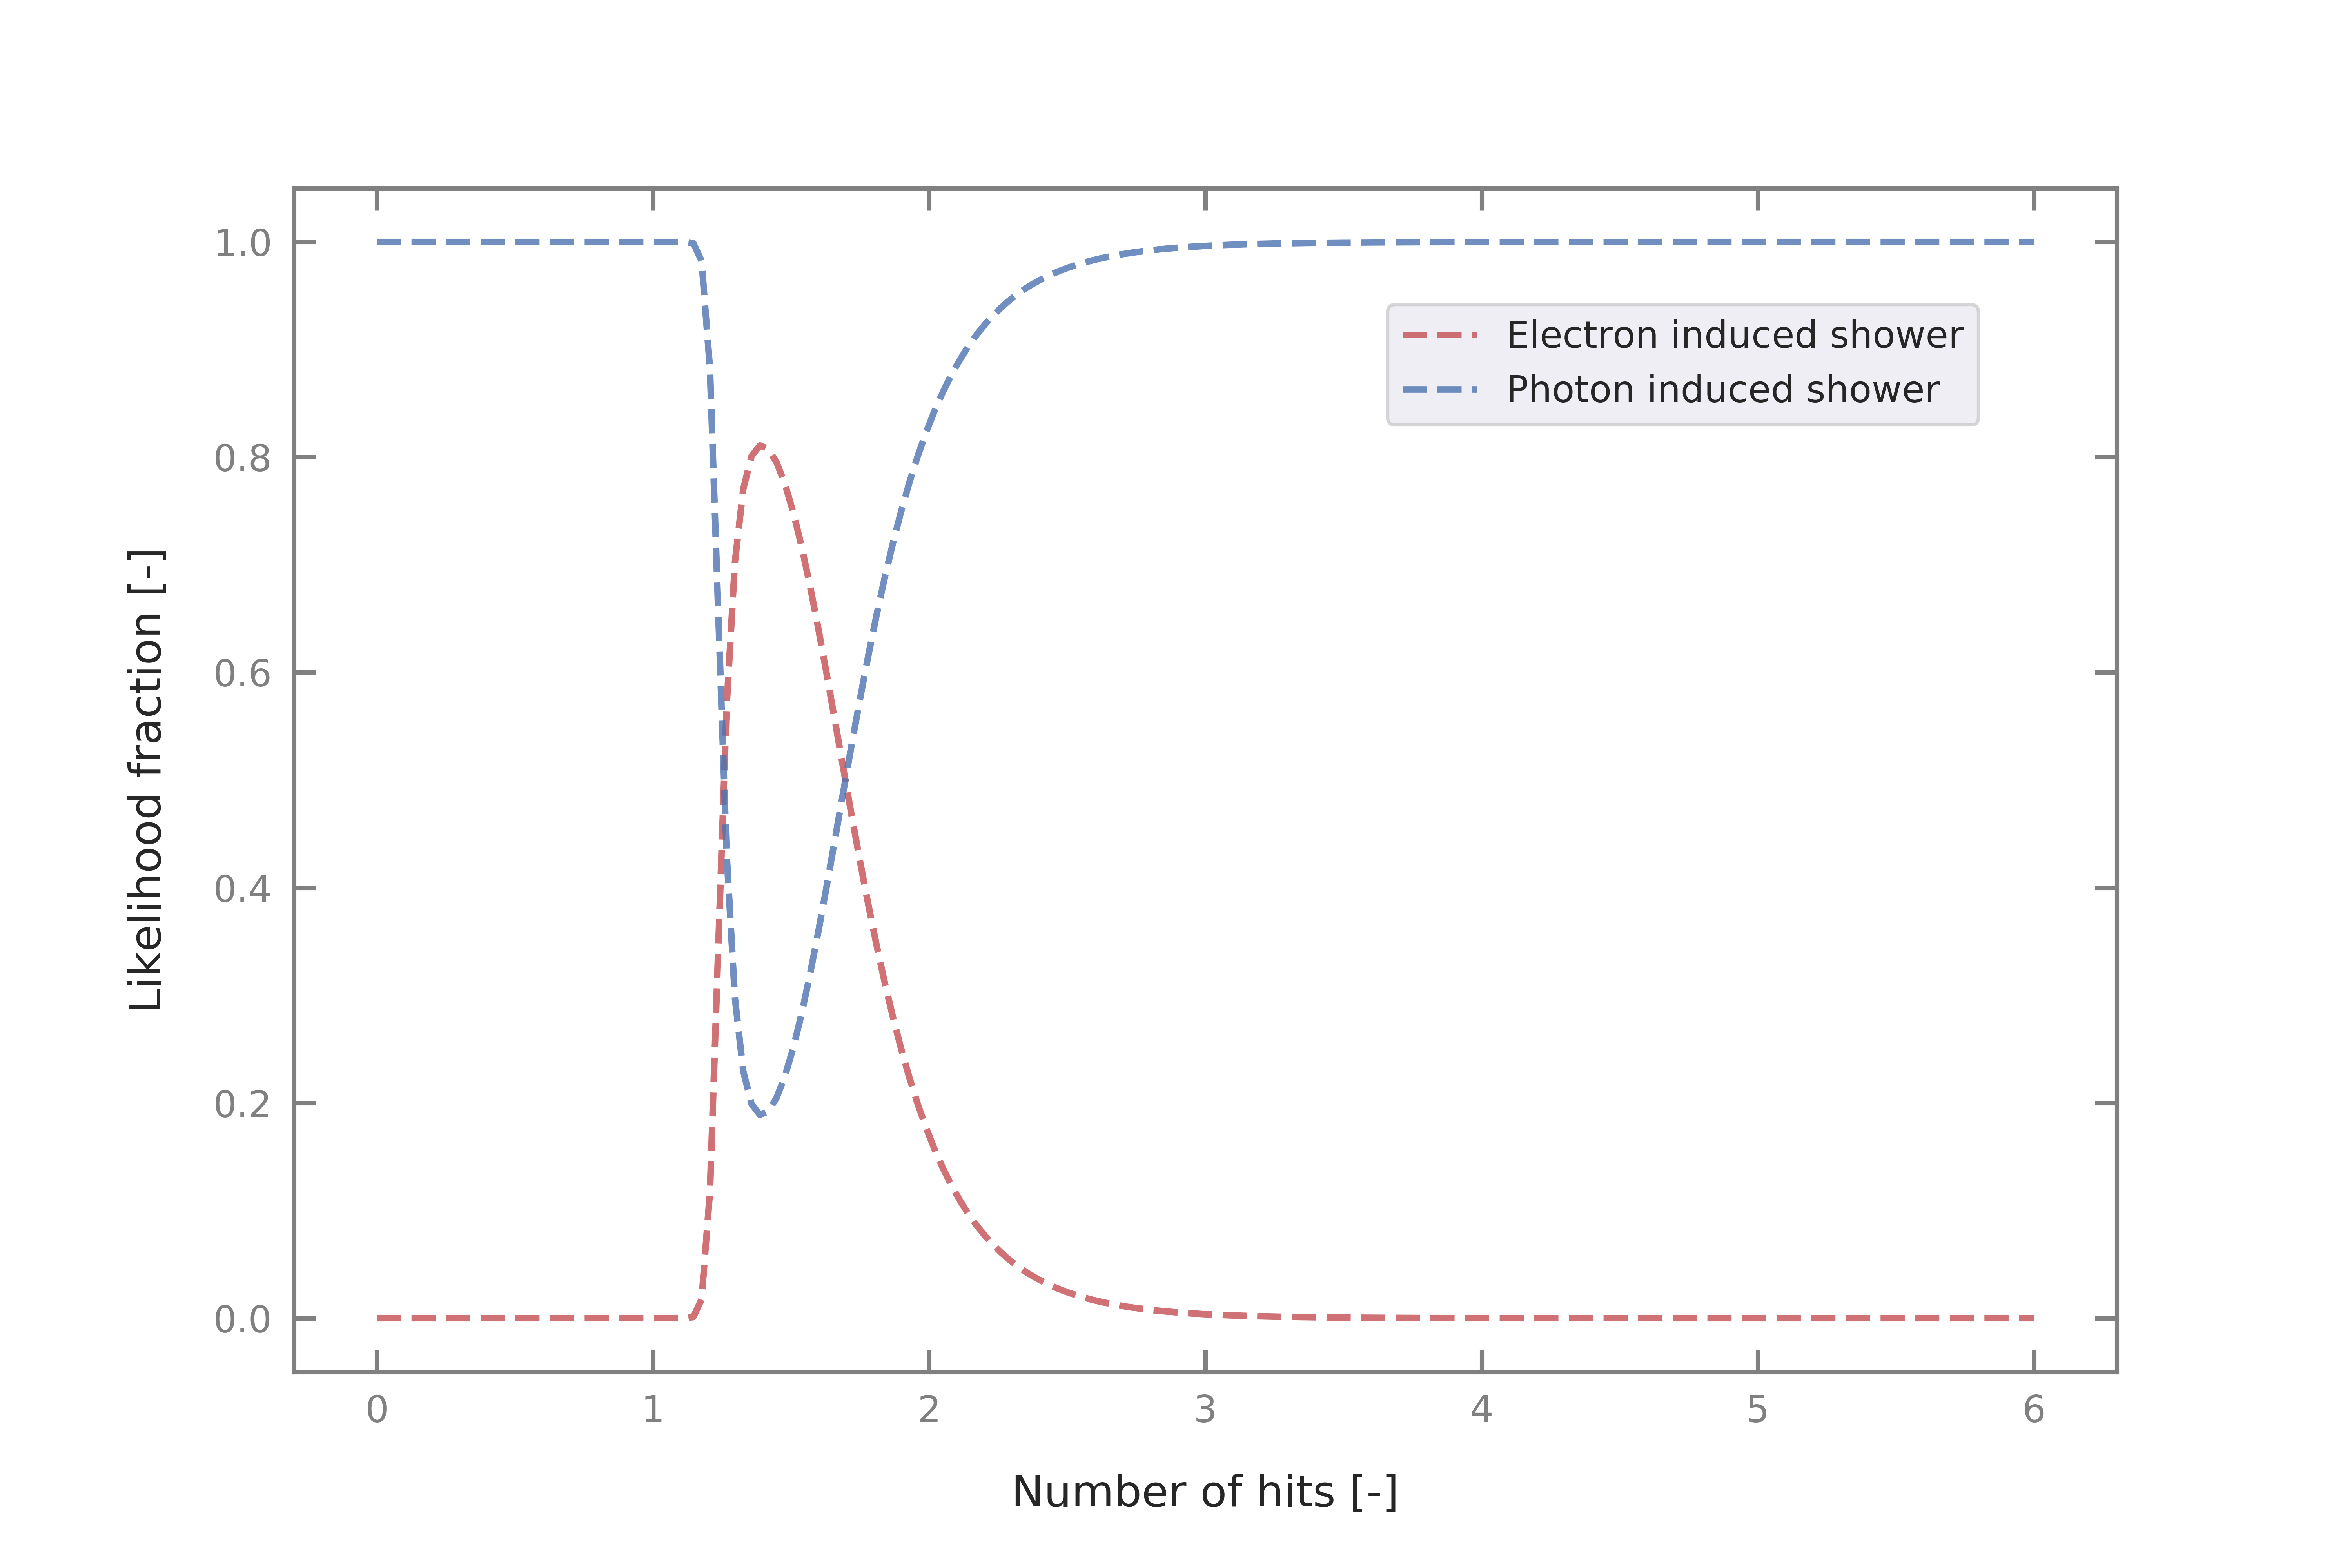 1.0
0.8
0.6
0.4
0.2
0.0
0 1 2 3 4 5 6
Likelihood fraction [-]
Number of hits [-]
Electron induced shower
Photon induced shower